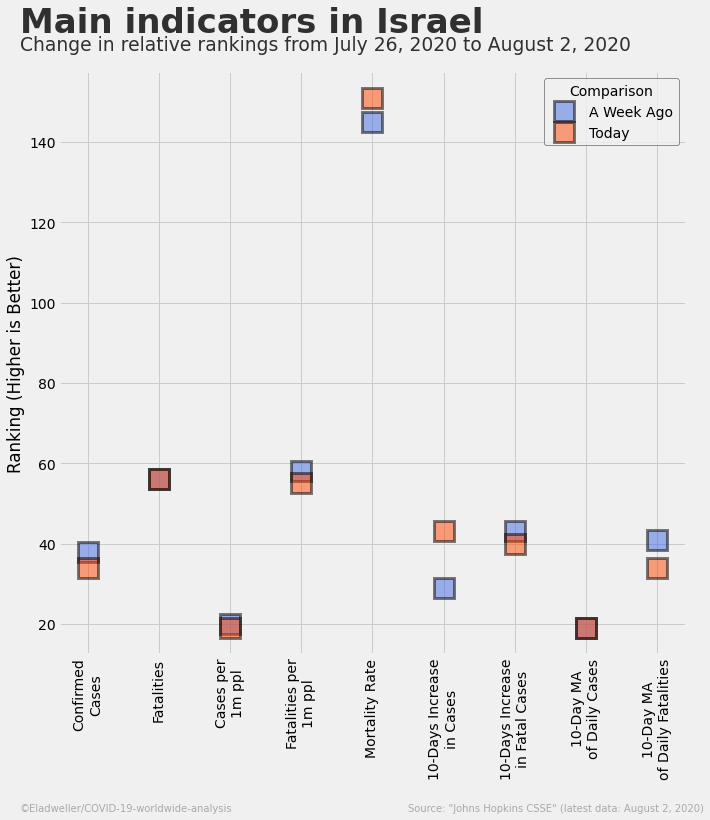 Main indicators in Israel
Change in relative rankings from July 26, 2020 to August 2, 2020
Comparison
A Week Ago
Today
Ranking (Higher is Better)
140
120
100
80
60
40
20
Confirmed
Cases
Fatalities
Cases per
1m ppl
Fatalities per
1m ppl
Mortality Rate
10-Days Increase
in Cases
10-Days Increase
in Fatal Cases
10-Day MA
of Daily Cases
10-Day MA
of Daily Fatalities
©Eladweller/COVID-19-worldwide-analysis
Source: "Johns Hopkins CSSE" (latest data: August 2, 2020)